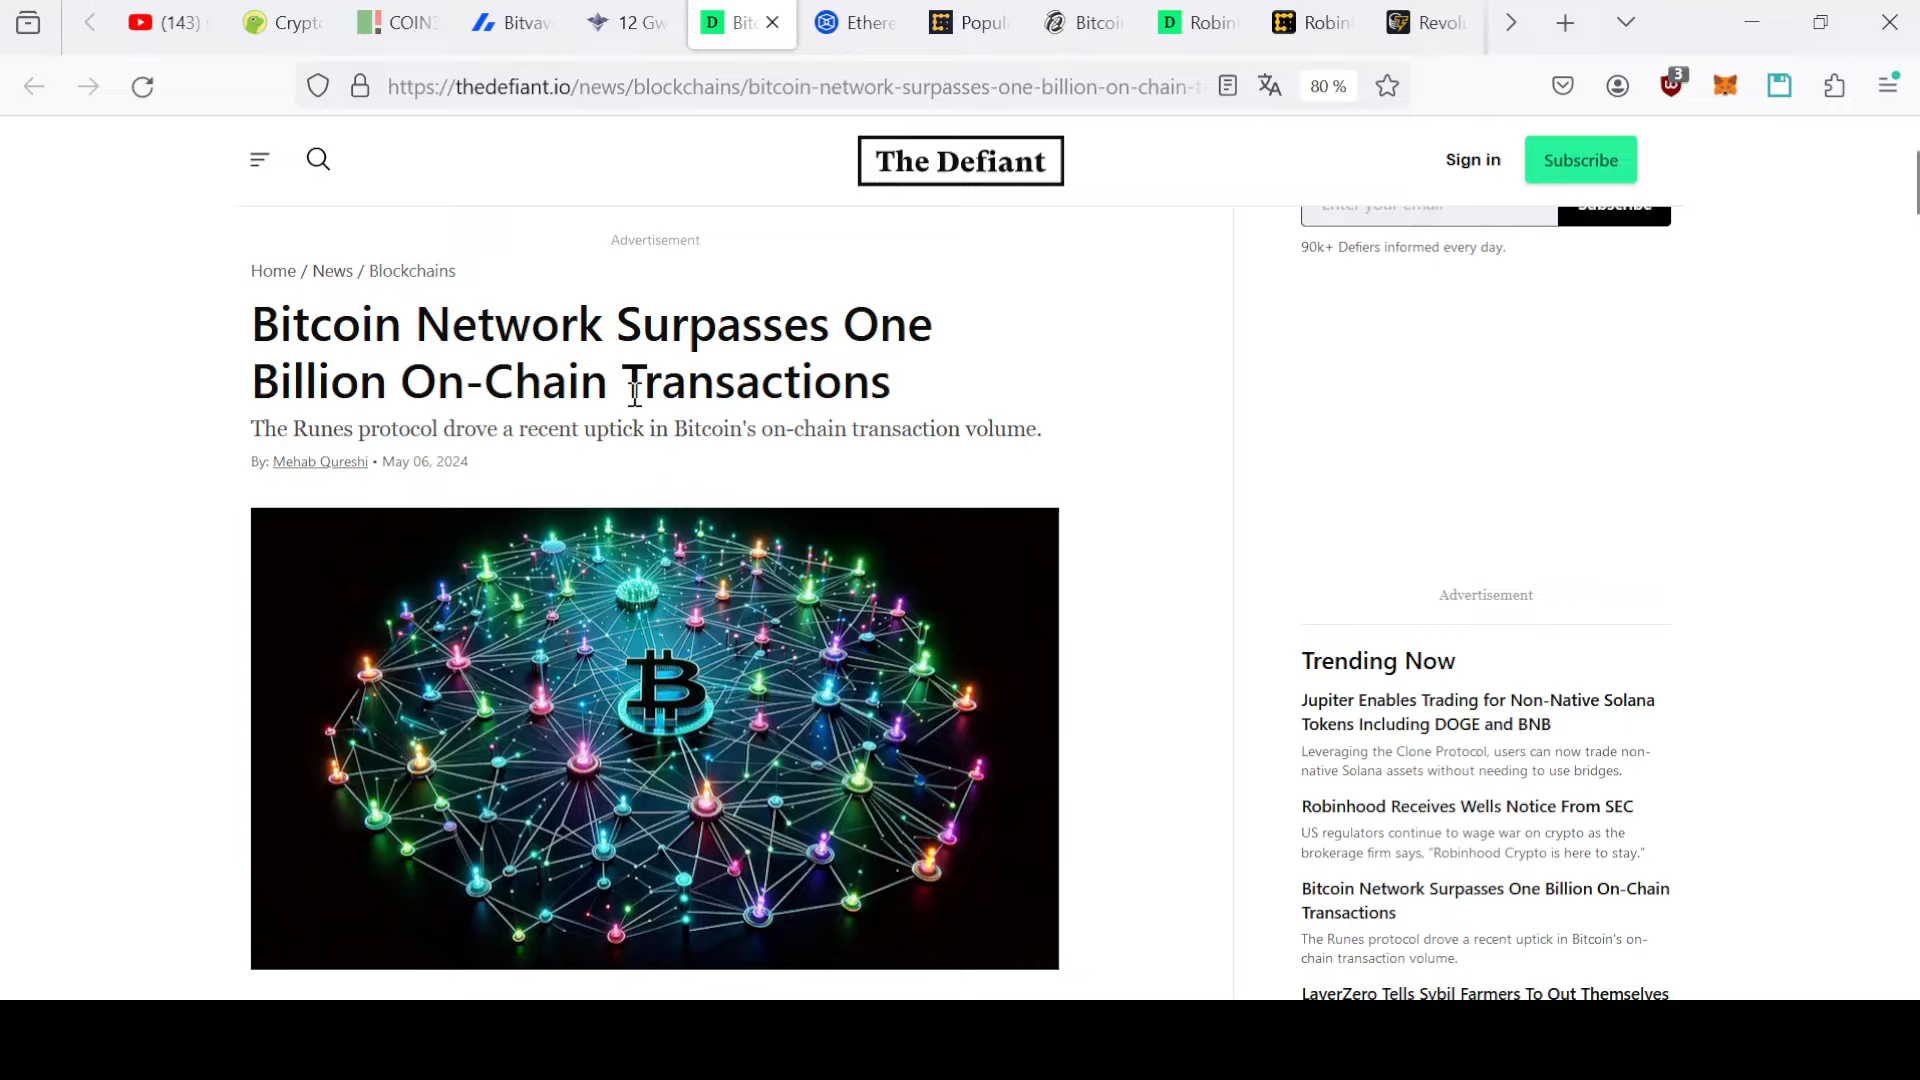 (143)
Crypto
COIN
Bitvav
12 Gw
Bitc
Ethere
Popul
Bitcoi
Robin
Robin
Revolu
https://thedefiant.io/news/blockchains/bitcoin-network-surpasses-one-billion-on-chain-t
80 %
3
The Defiant
Sign in
Subscribe
Enter your email
Subscribe
90k+ Defiers informed every day.
Advertisement
Home / News / Blockchains
Bitcoin Network Surpasses One
Billion On-Chain Transactions
The Runes protocol drove a recent uptick in Bitcoin's on-chain transaction volume.
By: Mehab Qureshi • May 06, 2024
Advertisement
Trending Now
Jupiter Enables Trading for Non-Native Solana
Tokens Including DOGE and BNB
Leveraging the Clone Protocol, users can now trade non-
native Solana assets without needing to use bridges.
Robinhood Receives Wells Notice From SEC
US regulators continue to wage war on crypto as the
brokerage firm says, “Robinhood Crypto is here to stay.”
Bitcoin Network Surpasses One Billion On-Chain
Transactions
The Runes protocol drove a recent uptick in Bitcoin's on-
chain transaction volume.
LayerZero Tells Sybil Farmers To Out Themselves